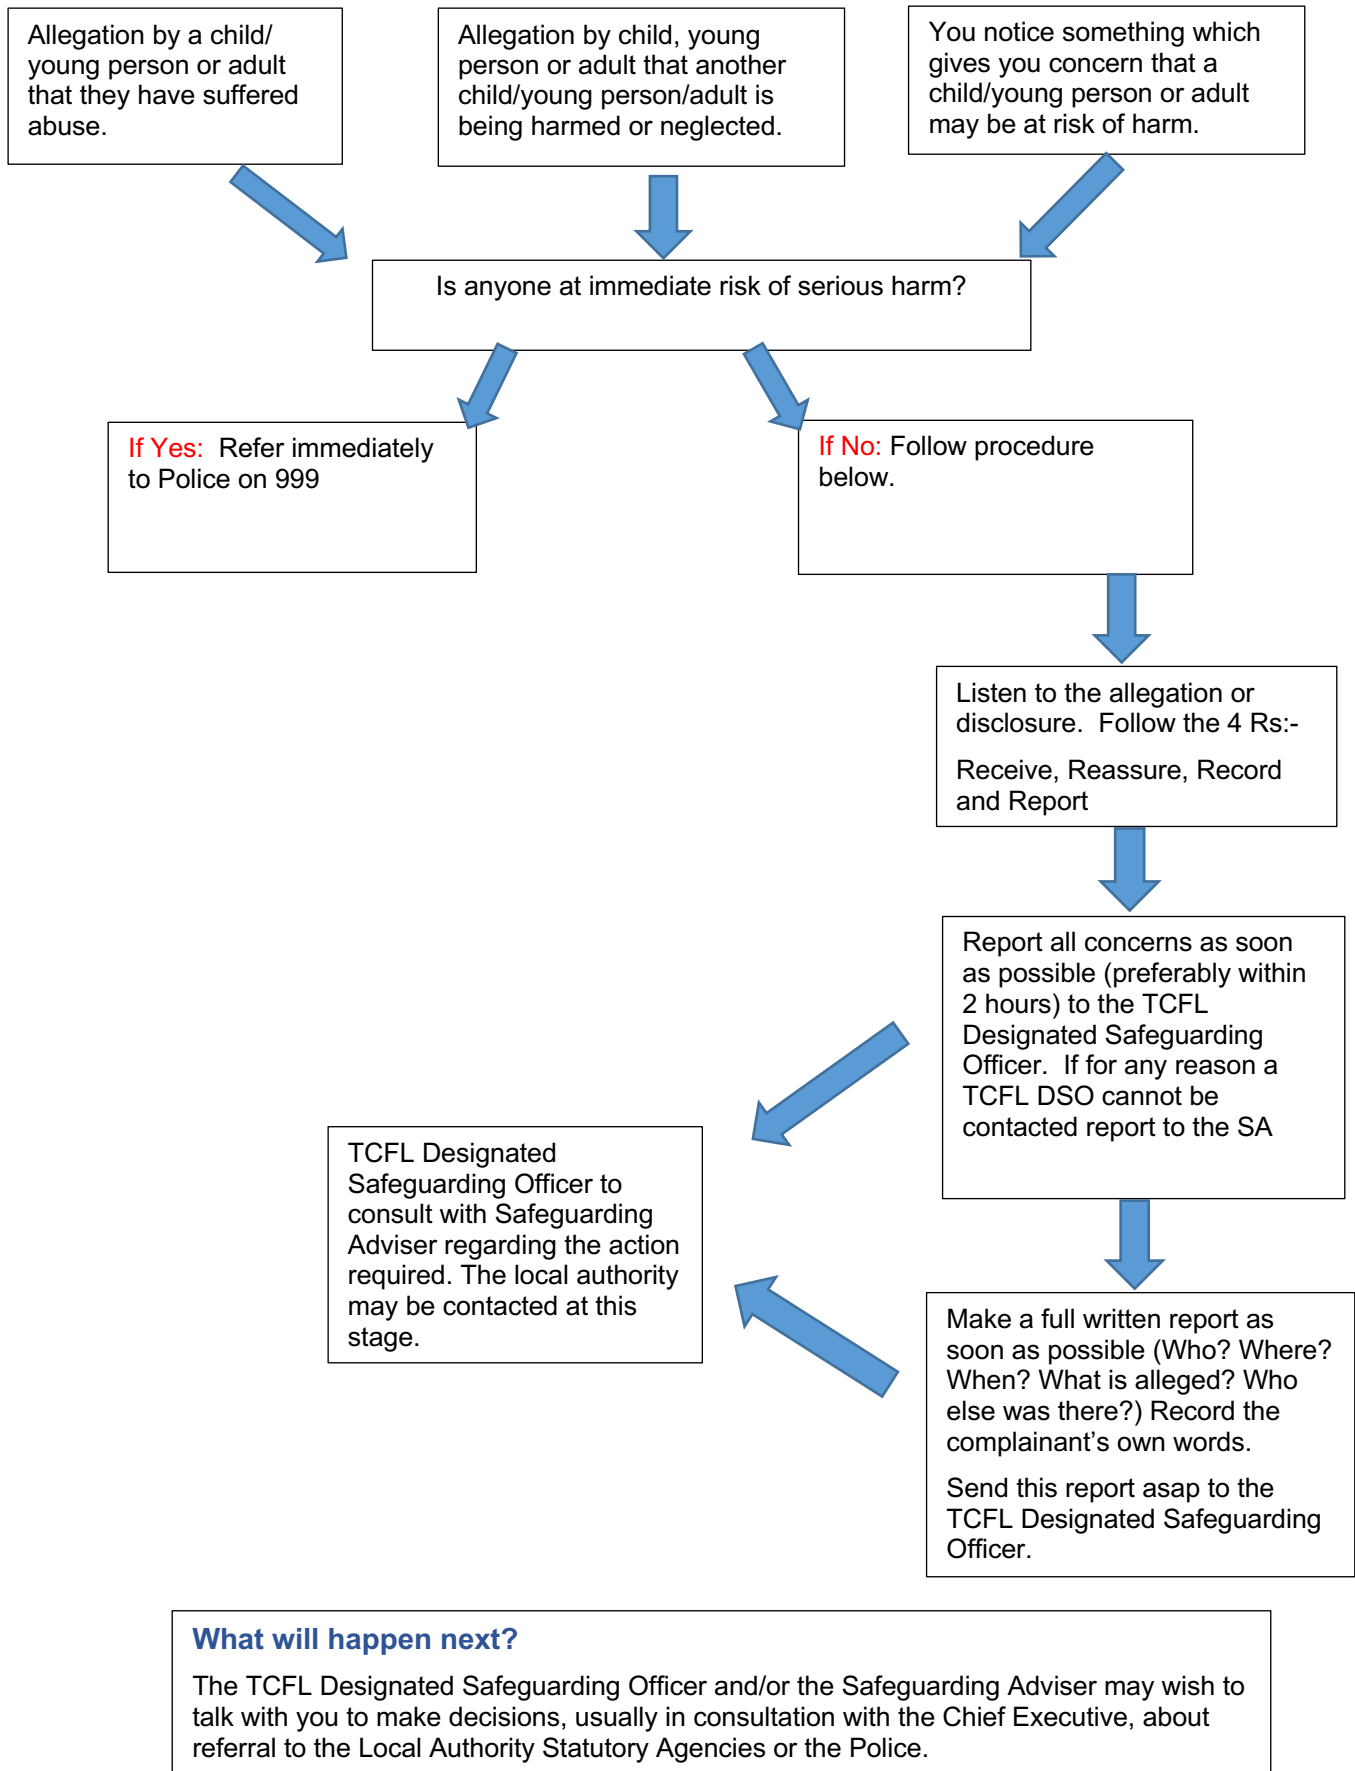 Allegation by a child/
young person or adult
that they have suffered
abuse.
Allegation by child, young
person or adult that another
child/young person/adult is
being harmed or neglected.
You notice something which
gives you concern that a
child/young person or adult
may be at risk of harm.
Is anyone at immediate risk of serious harm?
If Yes:  Refer immediately
to Police on 999
If No: Follow procedure
below.
Listen to the allegation or
disclosure.  Follow the 4 Rs:-
Receive, Reassure, Record
and Report
Report all concerns as soon
as possible (preferably within
2 hours) to the TCFL
Designated Safeguarding
Officer.  If for any reason a
TCFL DSO cannot be
contacted report to the SA
TCFL Designated
Safeguarding Officer to
consult with Safeguarding
Adviser regarding the action
required. The local authority
may be contacted at this
stage.
Make a full written report as
soon as possible (Who? Where?
When? What is alleged? Who
else was there?) Record the
complainant’s own words.
Send this report asap to the
TCFL Designated Safeguarding
Officer.
What will happen next?
The TCFL Designated Safeguarding Officer and/or the Safeguarding Adviser may wish to
talk with you to make decisions, usually in consultation with the Chief Executive, about
referral to the Local Authority Statutory Agencies or the Police.